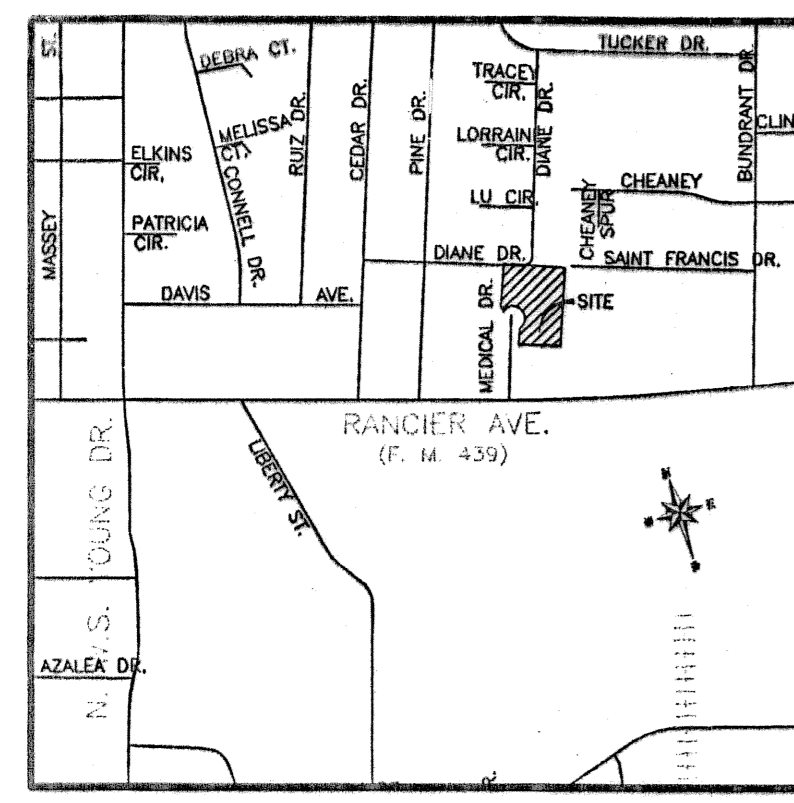 ST.
MASSEY
DEBRA CT.
MELISSA
CT.
CONNELL DR.
RUIZ DR.
CEDAR DR.
PINE DR.
TUCKER DR.
TRACEY
CIR.
LORRAIN
CIR.
DIANE DR.
LU CIR.
BUNDRANT DR.
CLIN
ELKINS
CIR.
PATRICIA
CIR.
CHEANEY
CHEANEY
SPUR
DIANE DR.
SAINT FRANCIS DR.
DAVIS AVE.
MEDICAL DR.
SITE
RANCIER AVE.
(F. M. 439)
LIBERTY ST.
N. W.S. YOUNG DR.
N
E
AZALEA DR.
R.